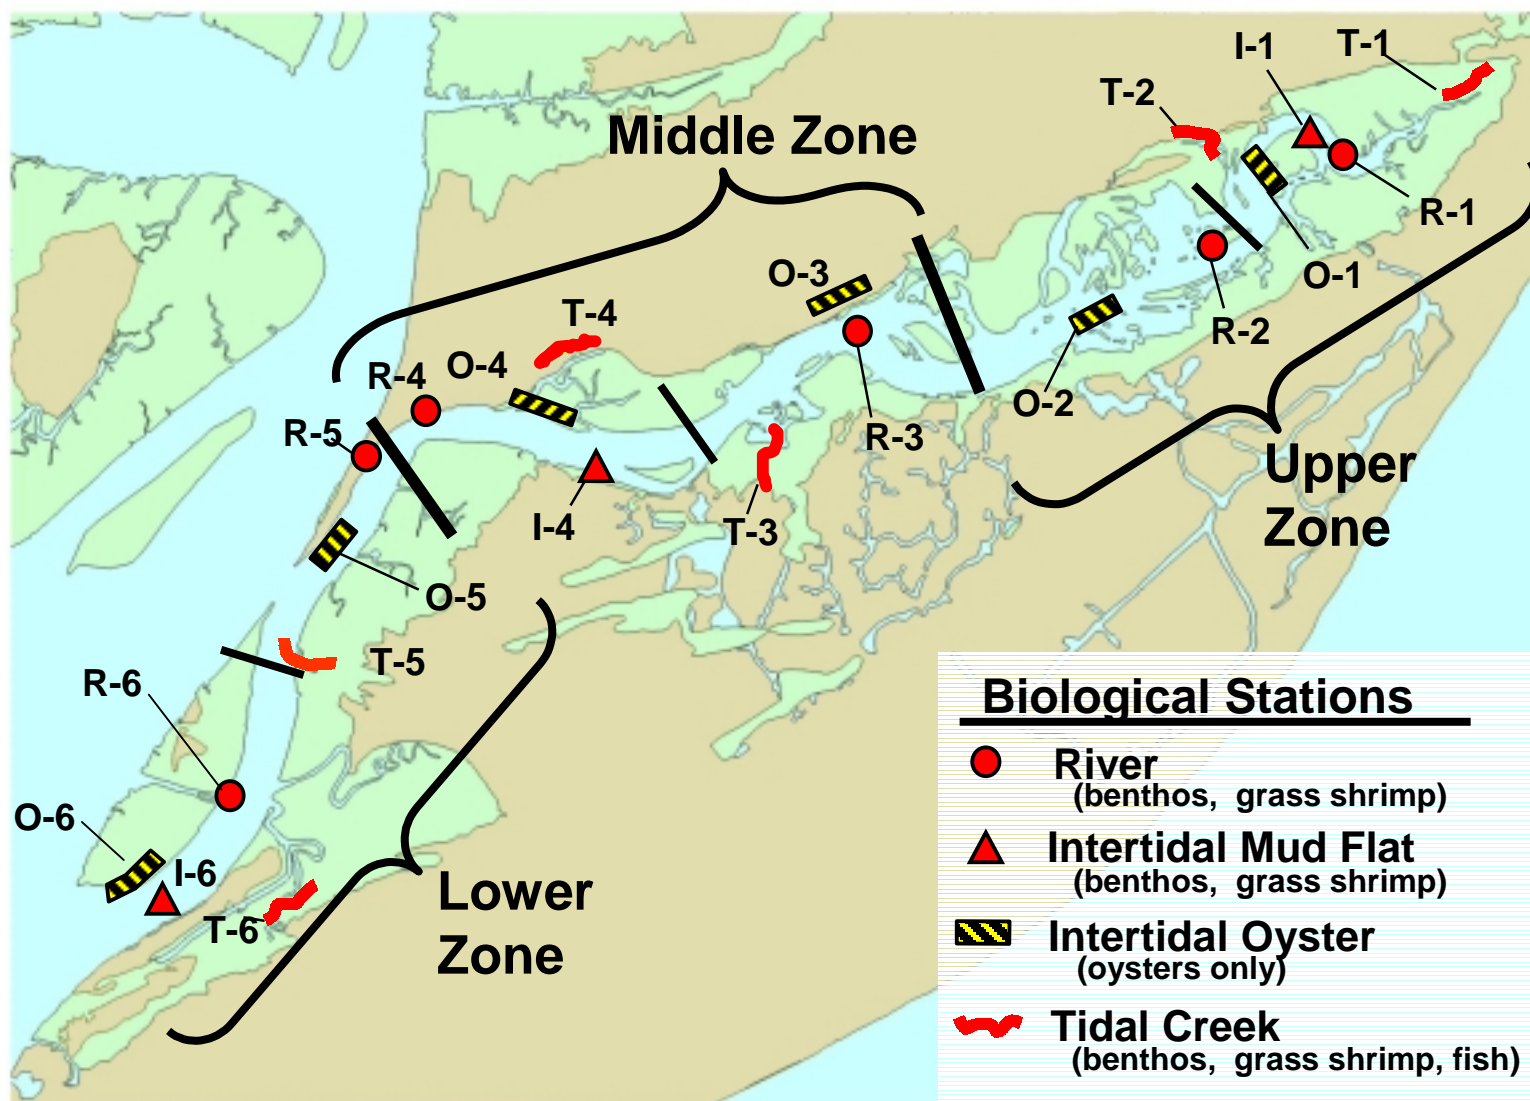 I-1
T-1
T-2
Middle Zone
R-1
O-3
O-1
T-4
R-2
R-4
O-4
O-2
R-5
R-3
Upper
Zone
I-4
T-3
O-5
T-5
R-6
O-6
I-6
T-6
Lower
Zone
Biological Stations
River
(benthos, grass shrimp)
Intertidal Mud Flat
(benthos, grass shrimp)
Intertidal Oyster
(oysters only)
Tidal Creek
(benthos, grass shrimp, fish)